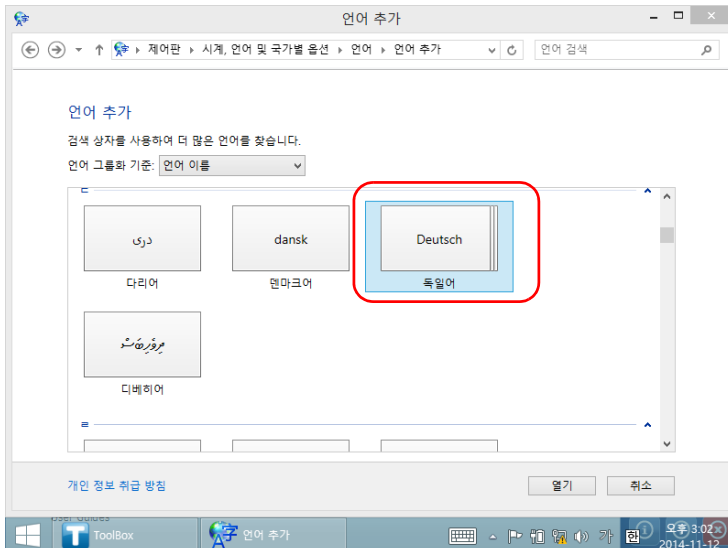 언어 추가
제어판 ▸ 시계, 언어 및 국가별 옵션 ▸ 언어 ▸ 언어 추가
언어 검색
언어 추가
검색 상자를 사용하여 더 많은 언어를 찾습니다.
언어 그룹화 기준: 언어 이름
ㄷ
درى
dansk
Deutsch
다리어
덴마크어
독일어
ދިވެހިބަސް
디베히어
ㄹ
개인 정보 취급 방침
열기
취소
User Guides
ToolBox
언어 추가
가
한
오후 3:02
2014-11-12